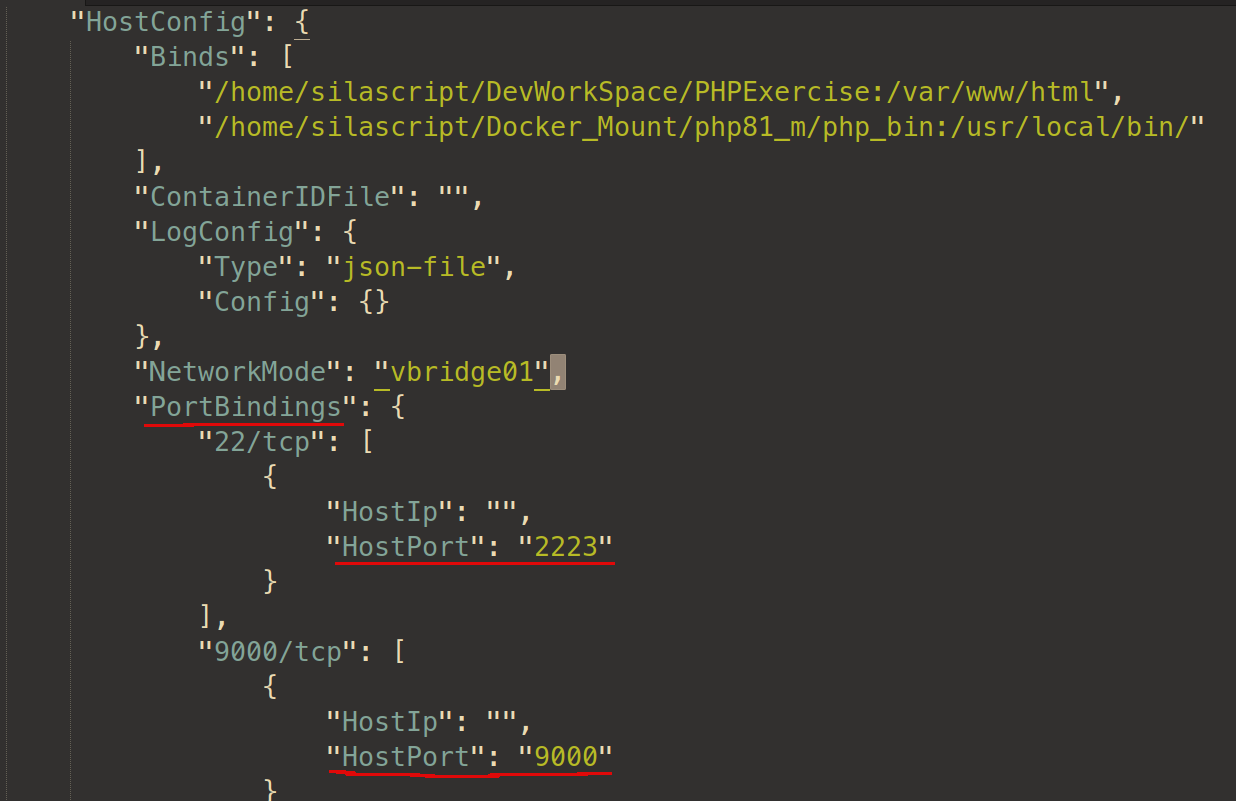 "HostConfig": {
"Binds": [
"/home/silascript/DevWorkSpace/PHPExercise:/var/www/html",
"/home/silascript/Docker_Mount/php81_m/php_bin:/usr/local/bin/"
],
"ContainerIDFile": "",
"LogConfig": {
"Type": "json-file",
"Config": {}
},
"NetworkMode": "vbridge01",
"PortBindings": {
"22/tcp": [
{
"HostIp": "",
"HostPort": "2223"
}
],
"9000/tcp": [
{
"HostIp": "",
"HostPort": "9000"
}